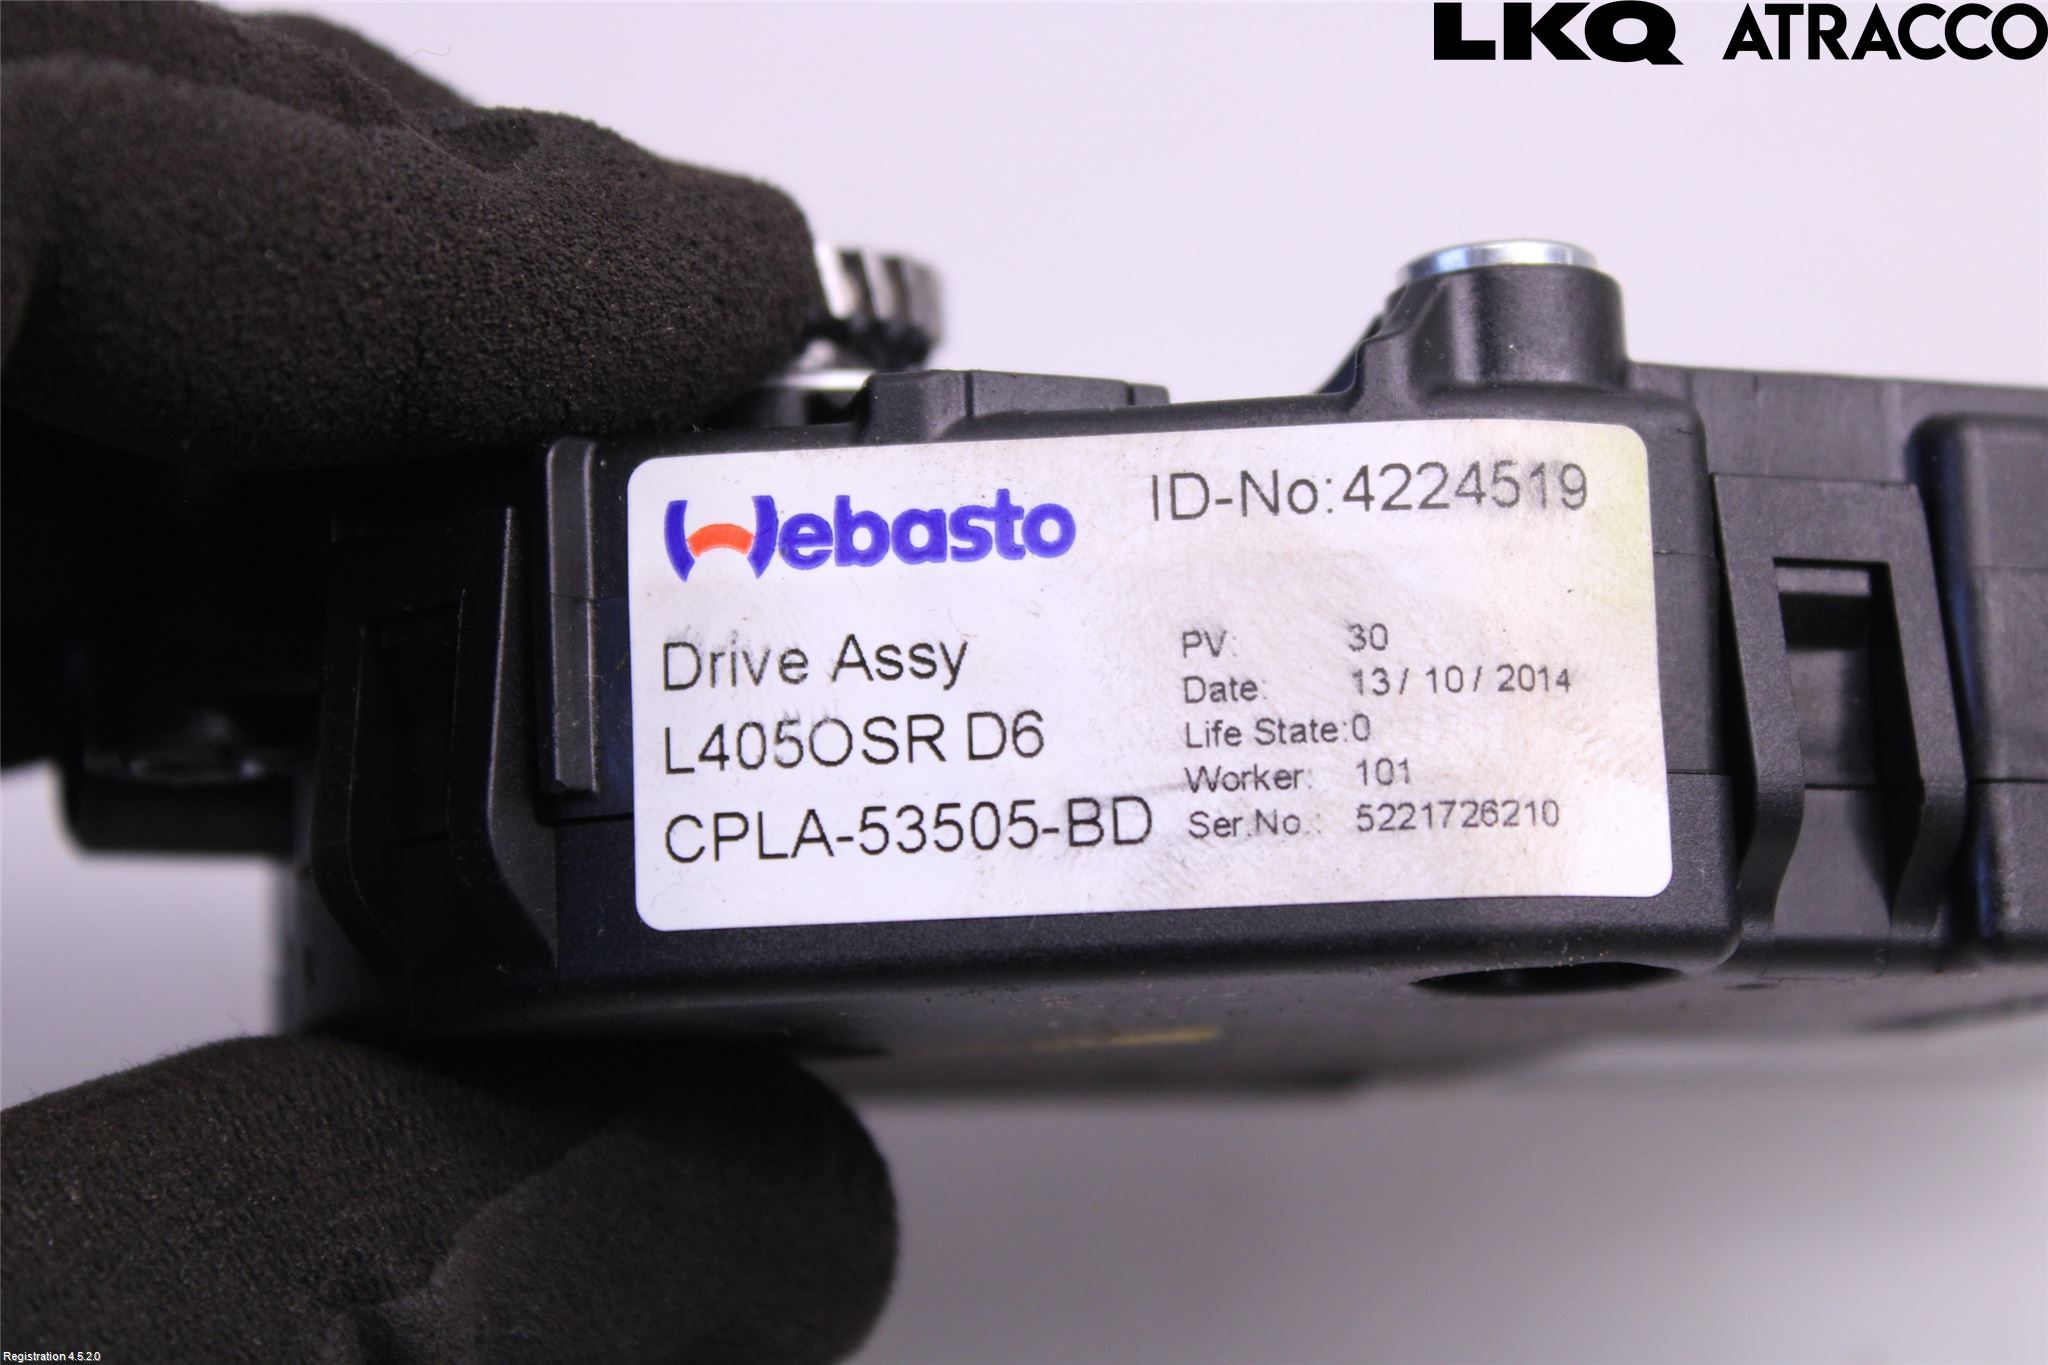 LKQ ATRACCO
Webasto
ID-No:4224519
Drive Assy
L405OSR D6
CPLA-53505-BD
PV: 30
Date: 13/ 10/ 2014
Life State:0
Worker: 101
Ser.No.: 5221726210
Registration 4.5.2.0